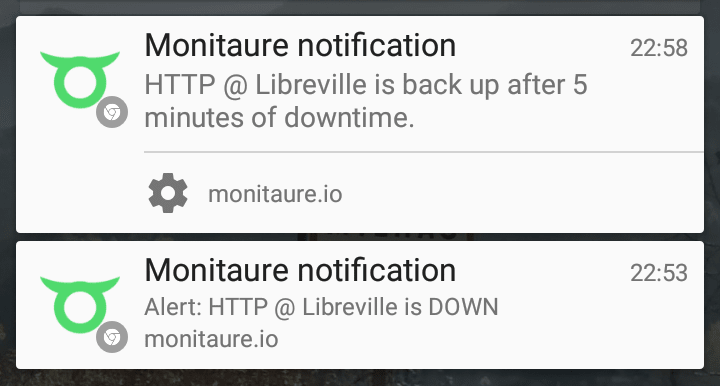 Monitaure notification
22:58
HTTP @ Libreville is back up after 5
minutes of downtime.
monitaure.io
Monitaure notification
22:53
Alert: HTTP @ Libreville is DOWN
monitaure.io